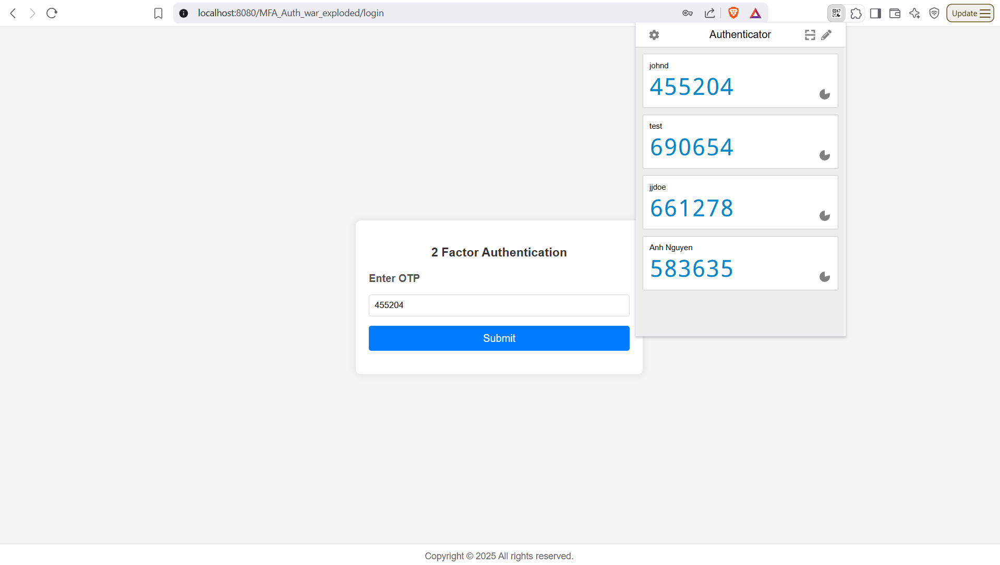 localhost:8080/MFA_Auth_war_exploded/login
Update
Authenticator
johnd
455204
test
690654
jjdoe
661278
Anh Nguyen
583635
2 Factor Authentication
Enter OTP
455204
Submit
Copyright © 2025 All rights reserved.